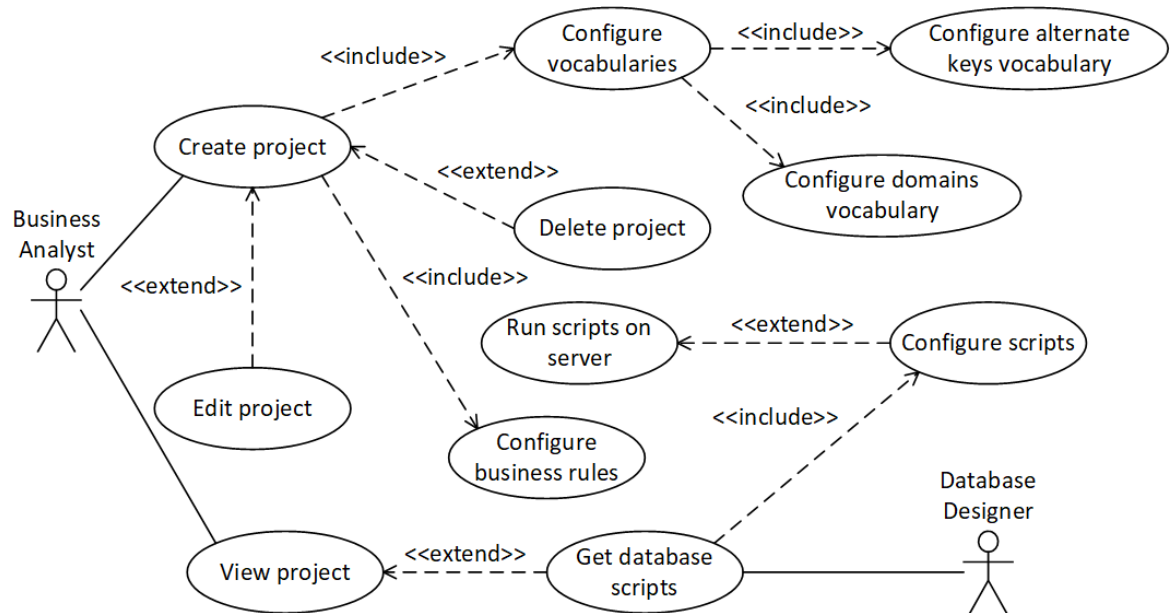 Configure
vocabularies
<<include>>
Configure alternate
keys vocabulary
<<include>>
<<include>>
Create project
<<extend>>
Configure domains
vocabulary
Delete project
Business
Analyst
<<extend>>
<<include>>
Run scripts on
server
<<extend>>
Configure scripts
Edit project
<<include>>
Configure
business rules
Database
Designer
View project
<<extend>>
Get database
scripts